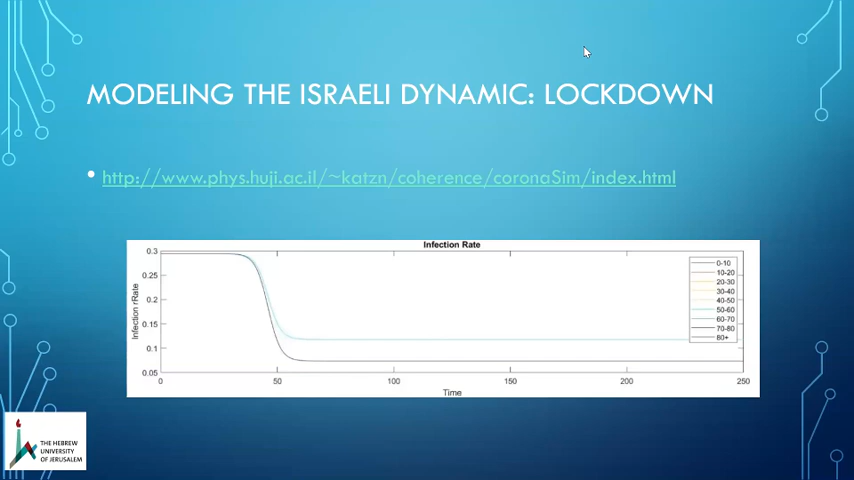 MODELING THE ISRAELI DYNAMIC: LOCKDOWN
• http://www.phys.huji.ac.il/~katzn/coherence/coronaSim/index.html
Infection Rate
Infection rRate
0.3
0.25
0.2
0.15
0.1
0.05
0 50 100 150 200 250
Time
0-10
10-20
20-30
30-40
40-50
50-60
60-70
70-80
80+
THE HEBREW
UNIVERSITY
OF JERUSALEM